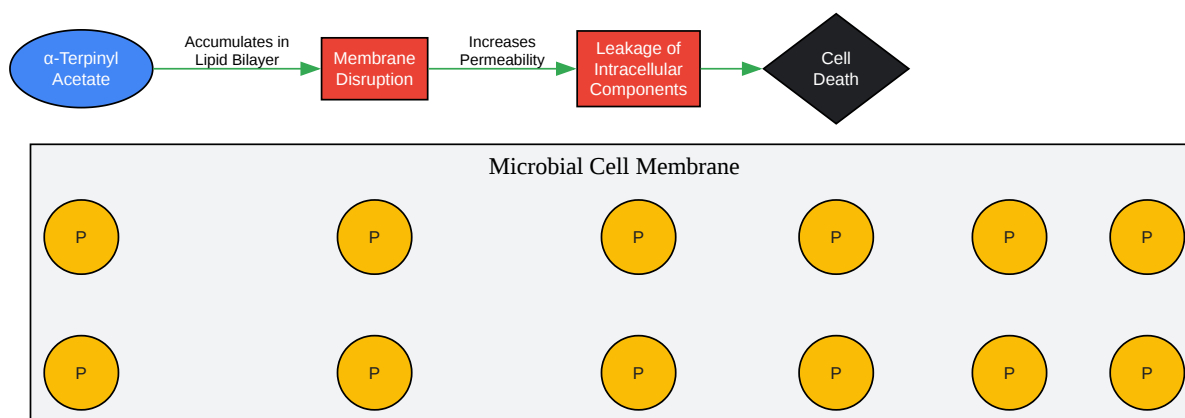 α-Terpinyl
Acetate
Accumulates in
Lipid Bilayer
Membrane
Disruption
Increases
Permeability
Leakage of
Intracellular
Components
Cell
Death
Microbial Cell Membrane
P P P P P P
P P P P P P